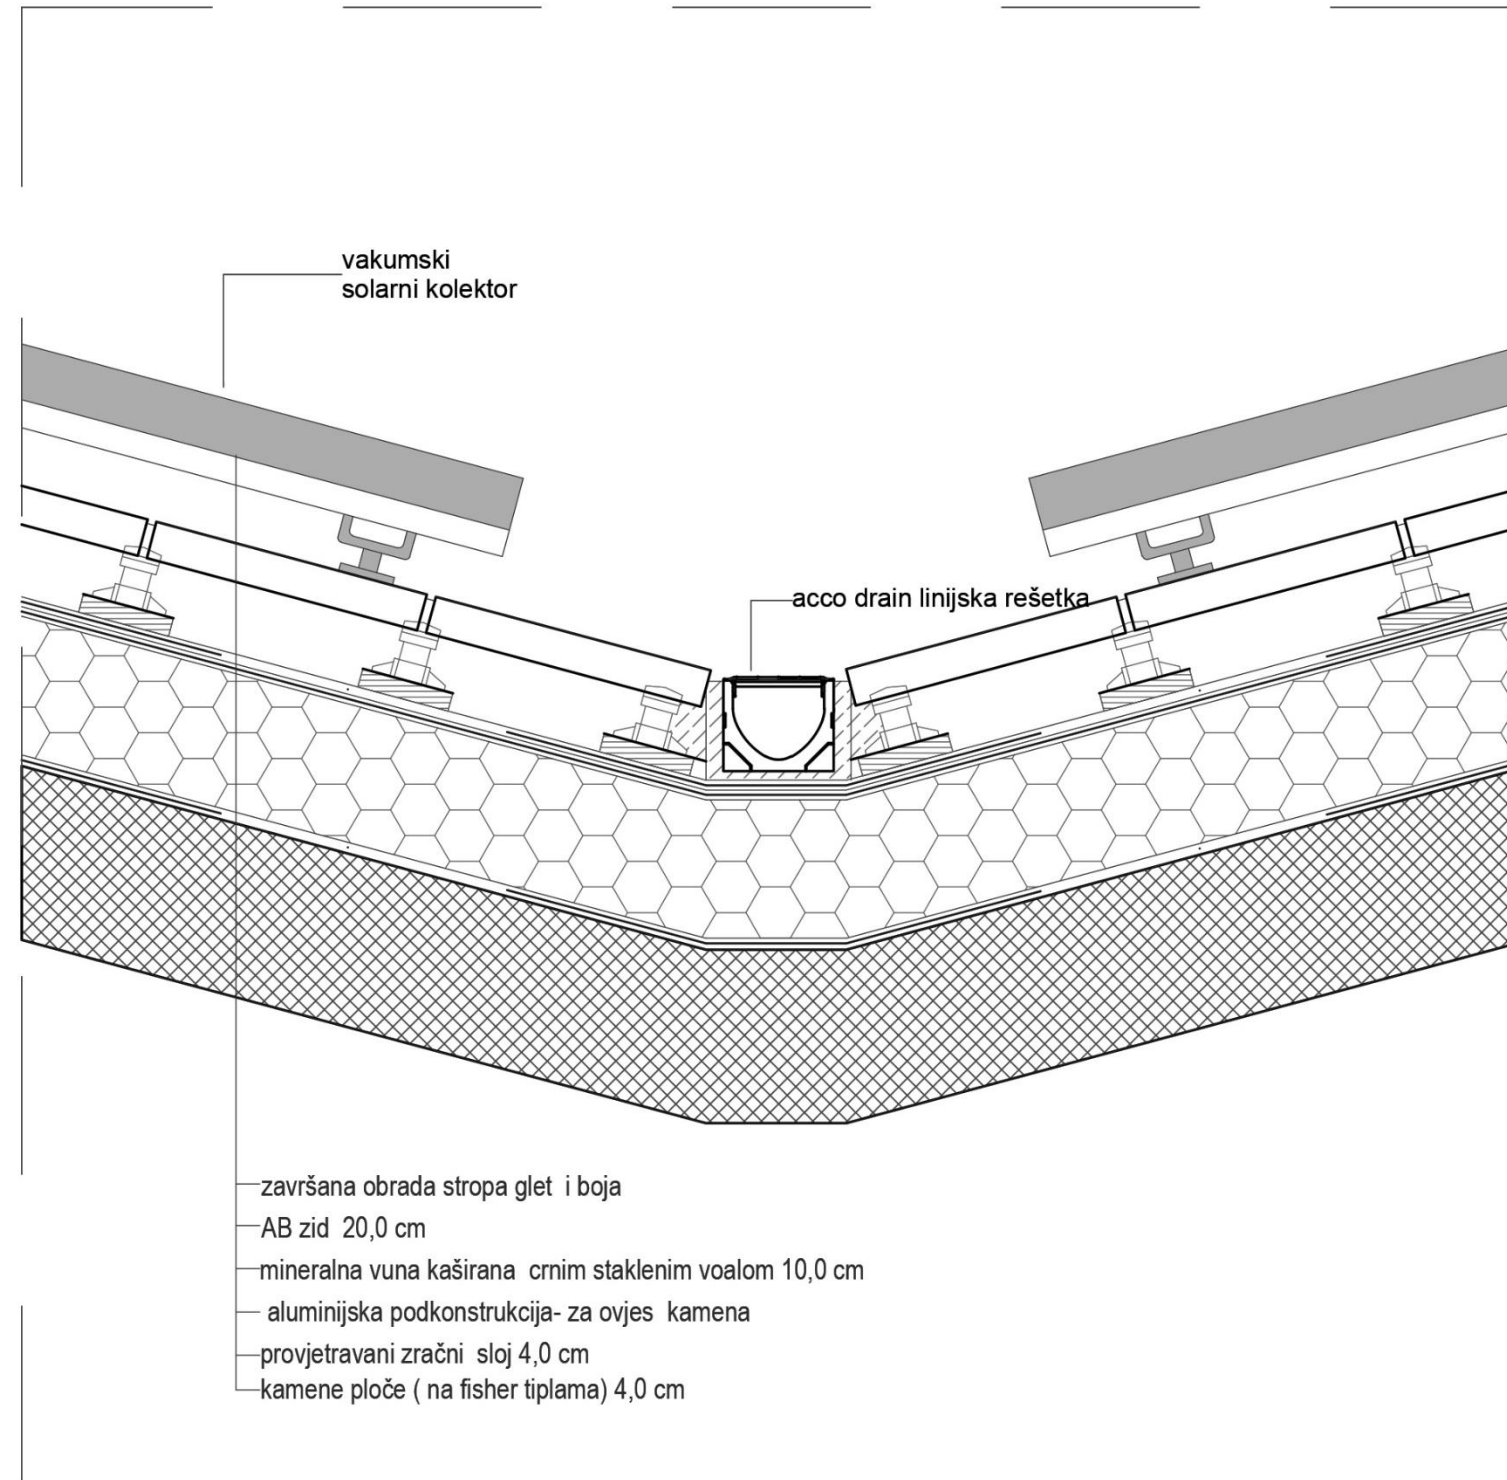 vakumski
solarni kolektor
acco drain linijska rešetka
završana obrada stropa glet i boja
AB zid 20,0 cm
mineralna vuna kaširana crnim staklenim voalom 10,0 cm
aluminijska podkonstrukcija- za ovjes kamena
provjetravani zračni sloj 4,0 cm
kamene ploče ( na fisher tiplama) 4,0 cm